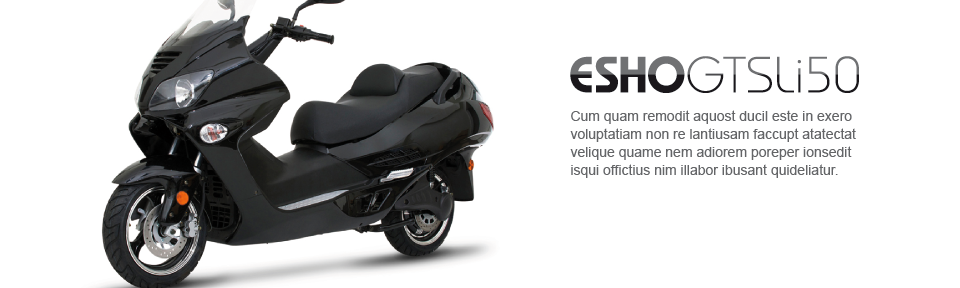 ESHOGTSLi50
Cum quam remodit aquost ducil este in exero
voluptatiam non re lantiusam faccupt atatectat
velique quame nem adiorem poreper ionsedit
isqui offictius nim illabor ibusant quideliatur.